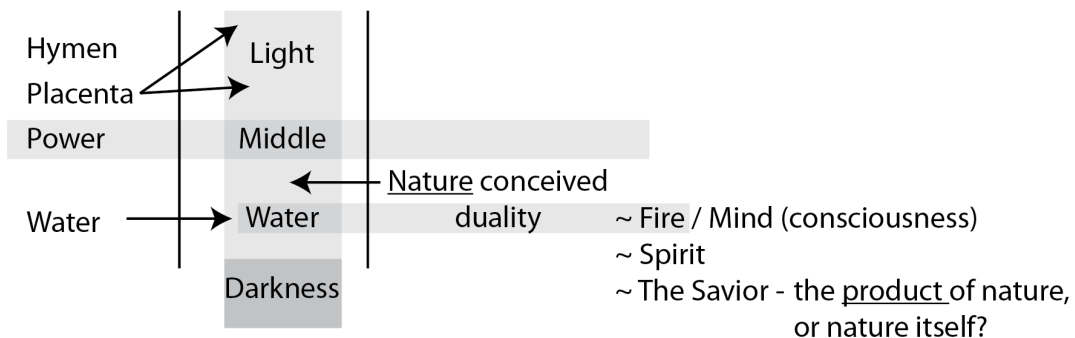 Hymen
Light
Placenta
Power
Middle
Nature conceived
Water
Water
duality
~ Fire / Mind (consciousness)
~ Spirit
Darkness
~ The Savior - the product of nature,
or nature itself?